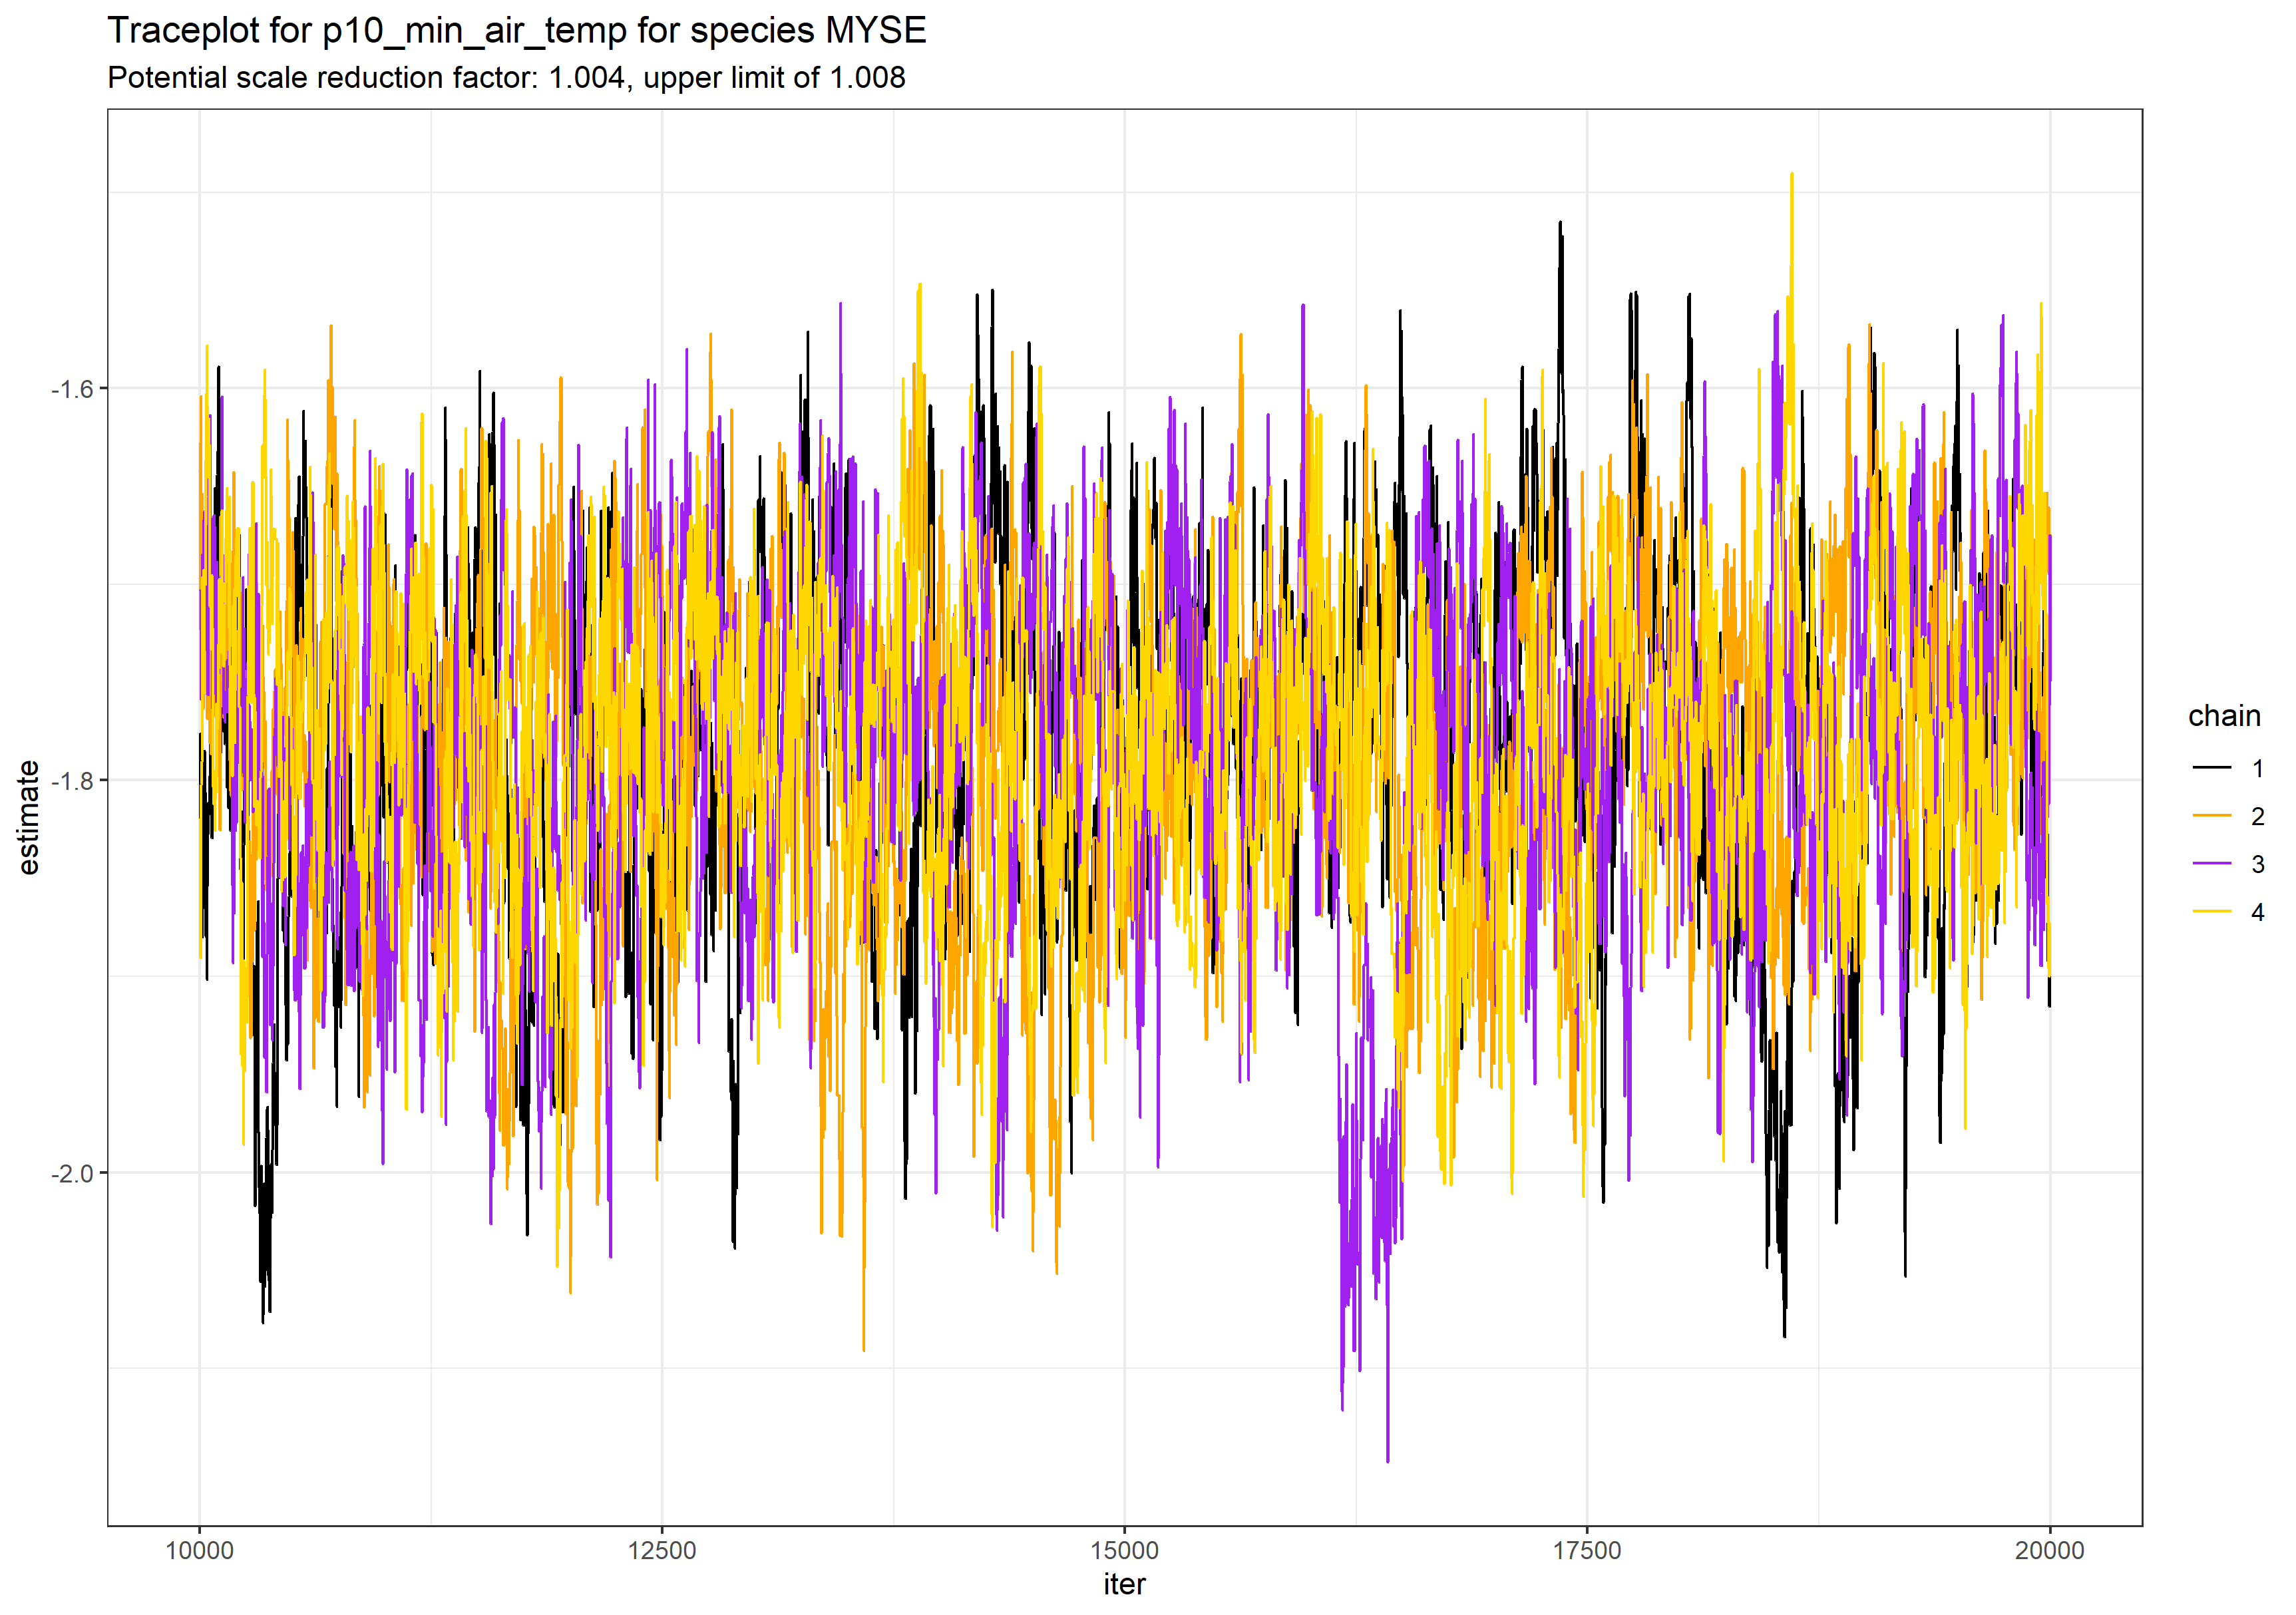 Traceplot for p10_min_air_temp for species MYSE
Potential scale reduction factor: 1.004, upper limit of 1.008
-1.6
-1.8
-2.0
estimate
10000
12500
15000
17500
20000
iter
chain
1
2
3
4